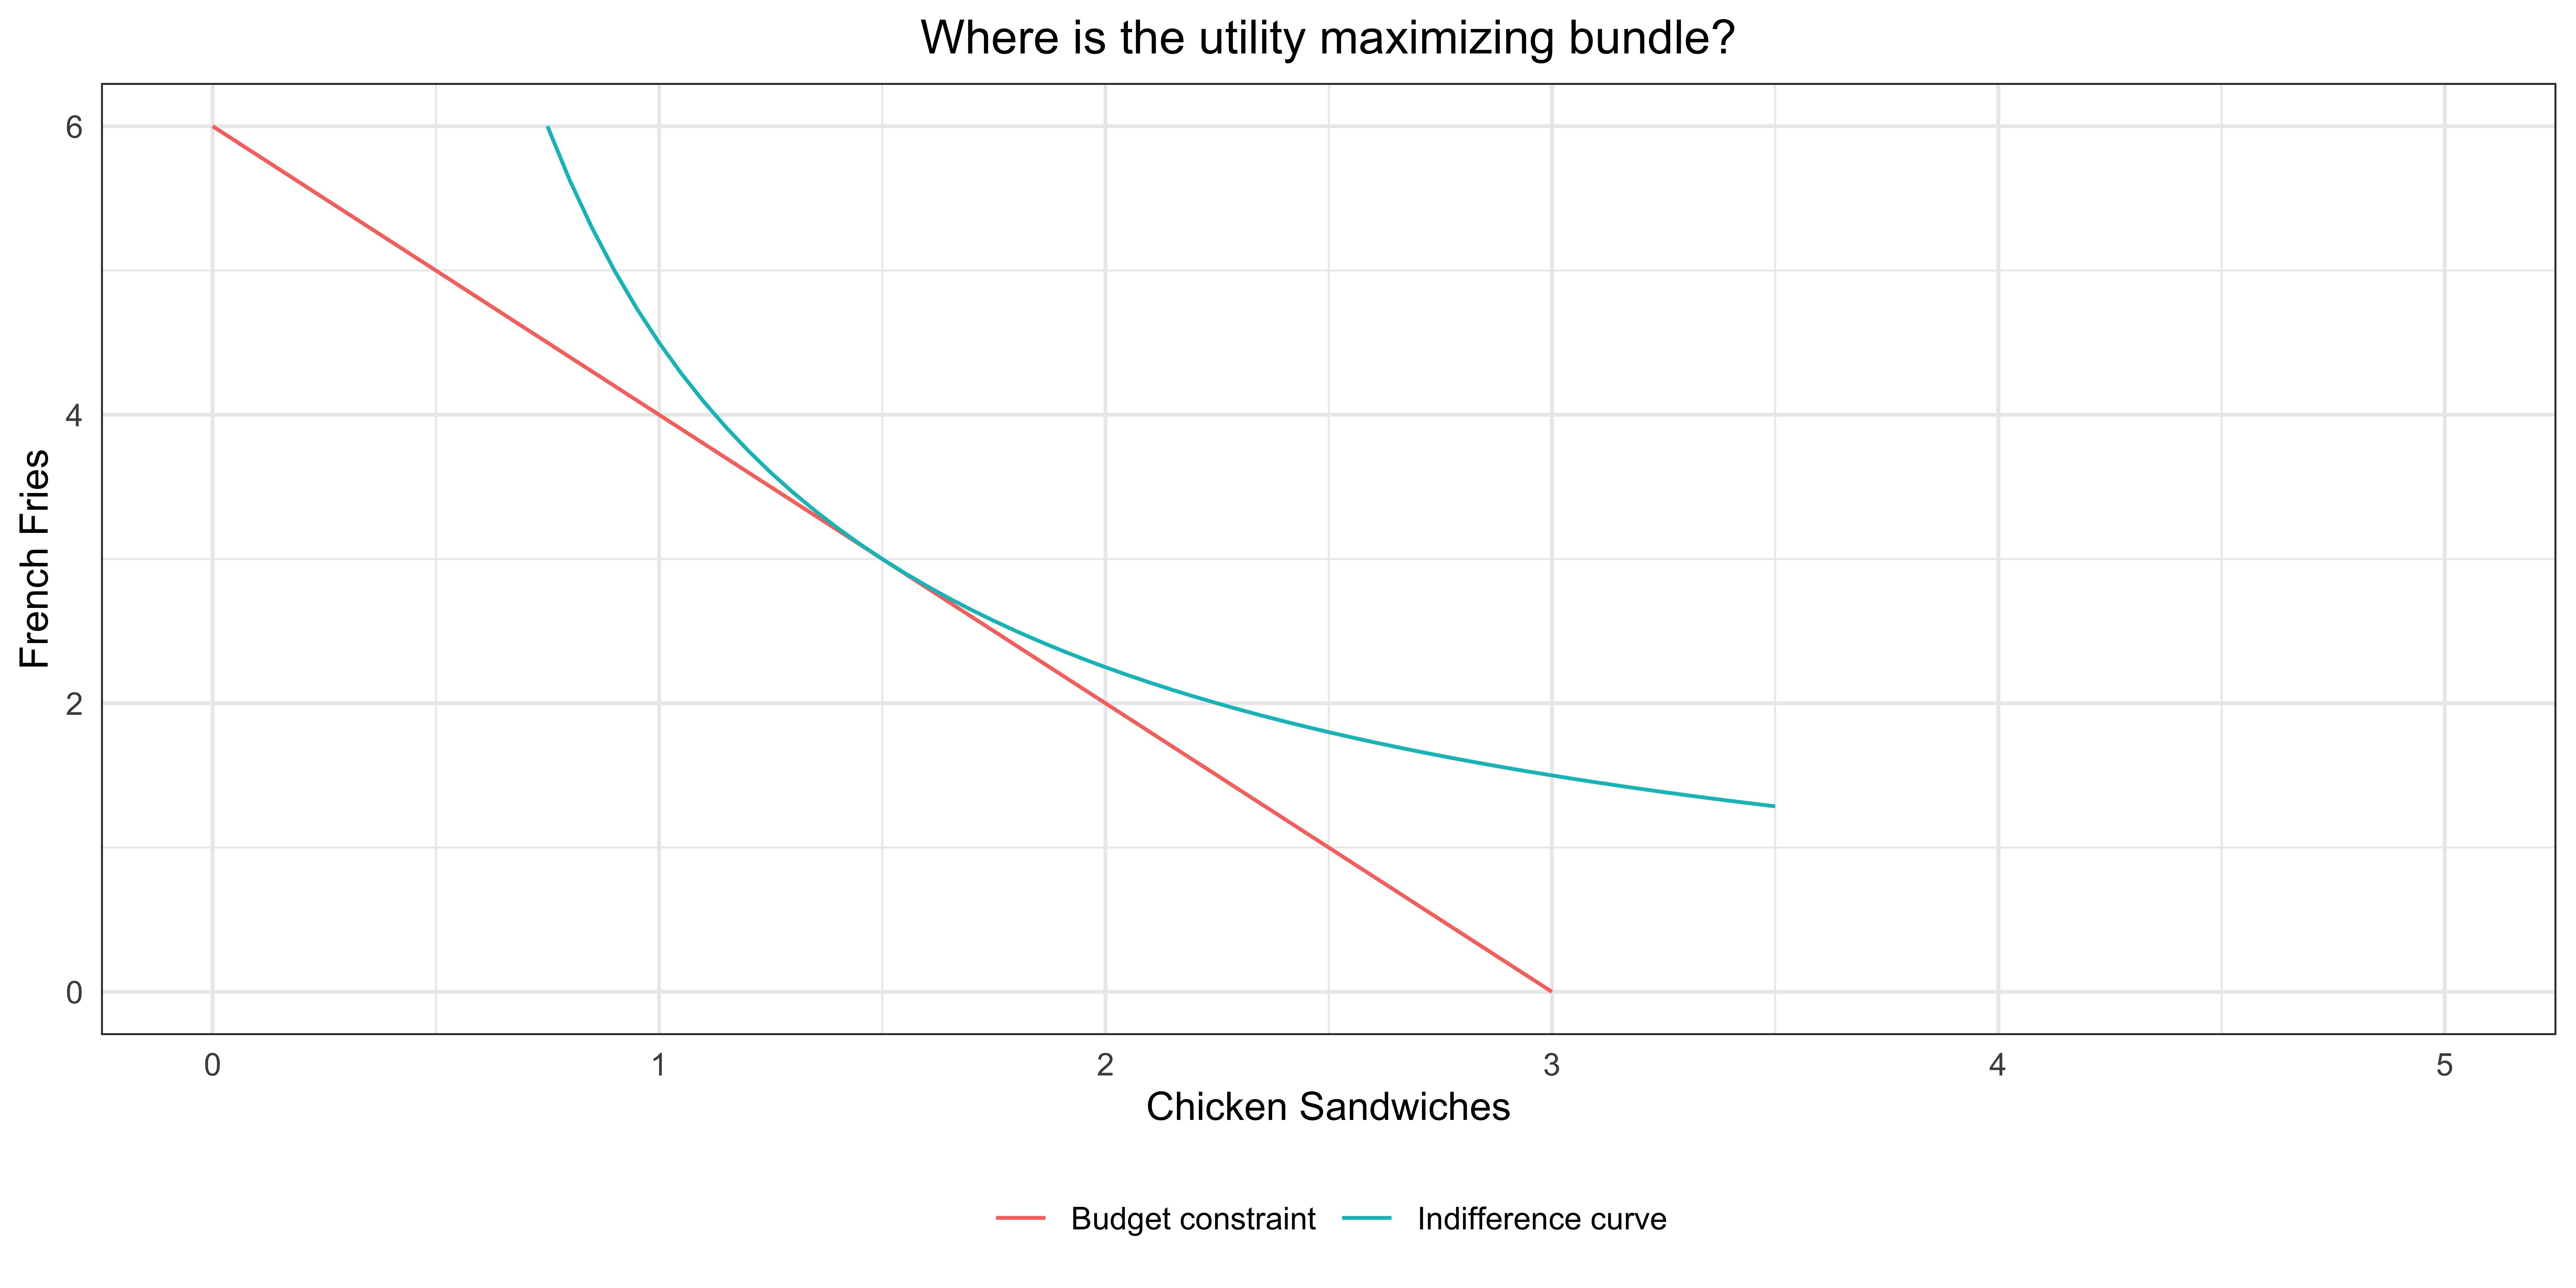 Where is the utility maximizing bundle?
French Fries
6
4
2
0
0 1 2 3 4 5
Chicken Sandwiches
Budget constraint Indifference curve